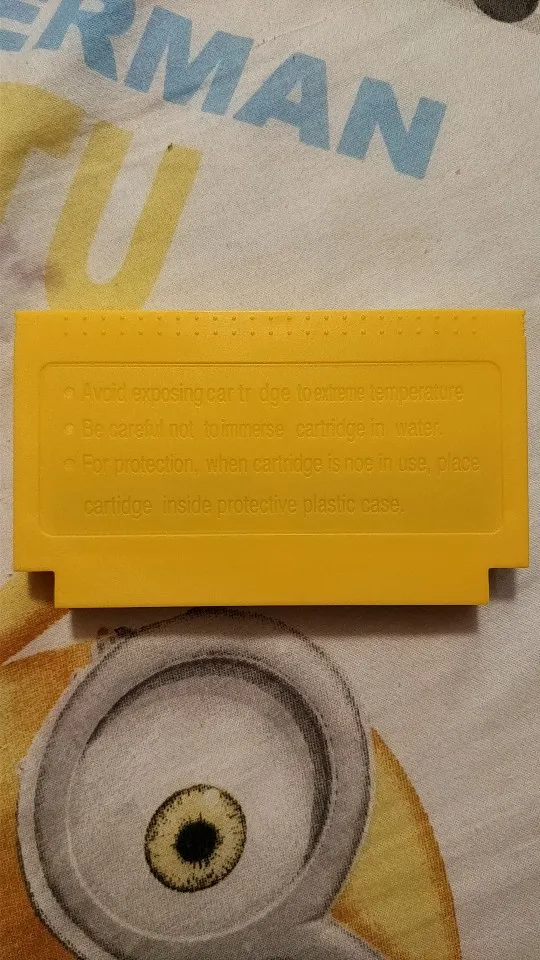 ERMAN
TU
• Avoid exposing car tr dge to extreme temperature
• Be careful not to immerse cartridge in water.
• For protection, when cartridge is noe in use, place
cartidge inside protective plastic case.